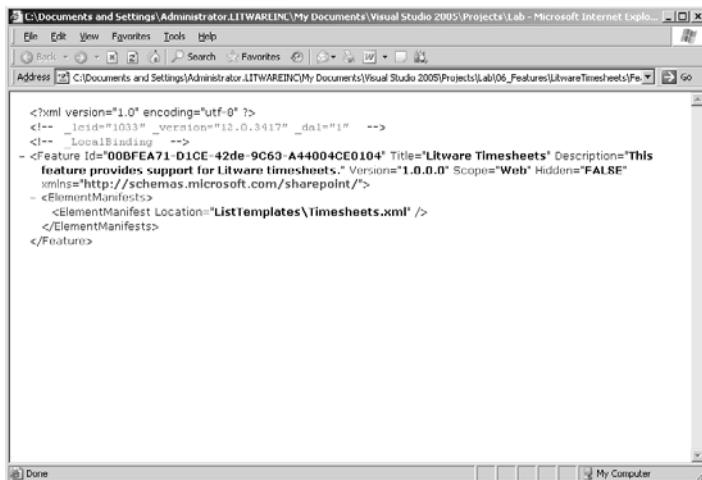 C:\Documents and Settings\Administrator.LITWAREINC\My Documents\Visual Studio 2005\Projects\Lab - Microsoft Internet Explo...
File Edit View Favorites Tools Help
Back Search Favorites
Address C:\Documents and Settings\Administrator.LITWAREINC\My Documents\Visual Studio 2005\Projects\Lab\06_Features\LitwareTimesheets\Fe Go
<?xml version="1.0" encoding="utf-8" ?>
<!-- _lcid="1033" _version="12.0.3417" _dal="1" -->
<!-- _LocalBinding -->
- <Feature Id="00BFEA71-D1CE-42de-9C63-A44004CE0104" Title="Litware Timesheets" Description="This
feature provides support for Litware timesheets." Version="1.0.0.0" Scope="Web" Hidden="FALSE"
xmlns="http://schemas.microsoft.com/sharepoint/">
- <ElementManifests>
<ElementManifest Location="ListTemplates\Timesheets.xml" />
</ElementManifests>
</Feature>
Done My Computer